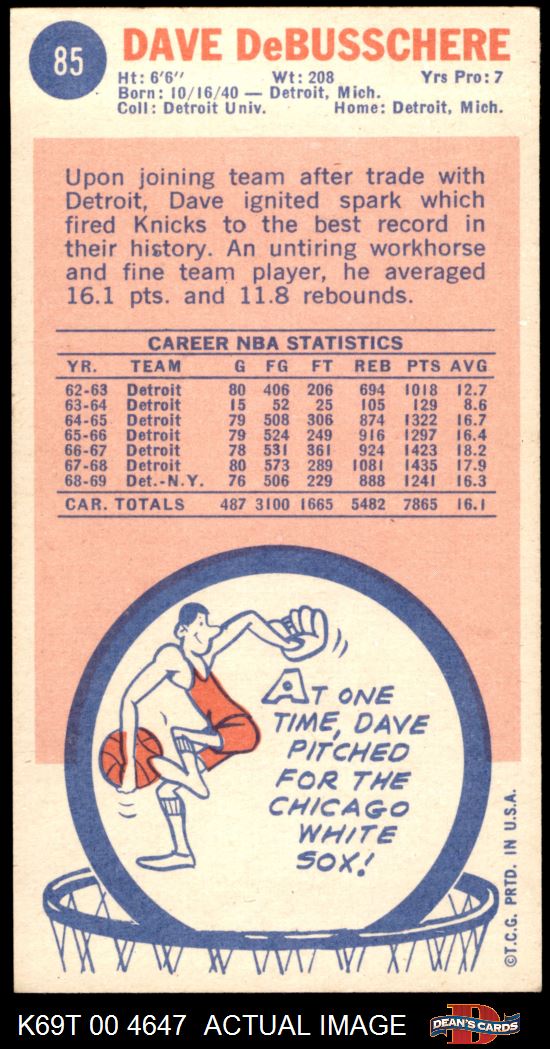 85
DAVE DeBUSSCHERE
Ht: 6'6" Wt: 208 Yrs Pro: 7
Born: 10/16/40 — Detroit, Mich.
Coll: Detroit Univ. Home: Detroit, Mich.
Upon joining team after trade with
Detroit, Dave ignited spark which
fired Knicks to the best record in
their history. An untiring workhorse
and fine team player, he averaged
16.1 pts. and 11.8 rebounds.
CAREER NBA STATISTICS
YR. TEAM G FG FT REB PTS AVG
62-63 Detroit 80 406 206 694 1018 12.7
63-64 Detroit 15 52 25 105 129 8.6
64-65 Detroit 79 508 306 874 1322 16.7
65-66 Detroit 79 524 249 916 1297 16.4
66-67 Detroit 78 531 361 924 1423 18.2
67-68 Detroit 80 573 289 1081 1435 17.9
68-69 Det.-N.Y. 76 506 229 888 1241 16.3
CAR. TOTALS 487 3100 1665 5482 7865 16.1
AT ONE
TIME, DAVE
PITCHED
FOR THE
CHICAGO
WHITE
SOX!
©T.C.G. PRTD. IN U.S.A.
K69T 00 4647 ACTUAL IMAGE
D
DEAN'S CARDS